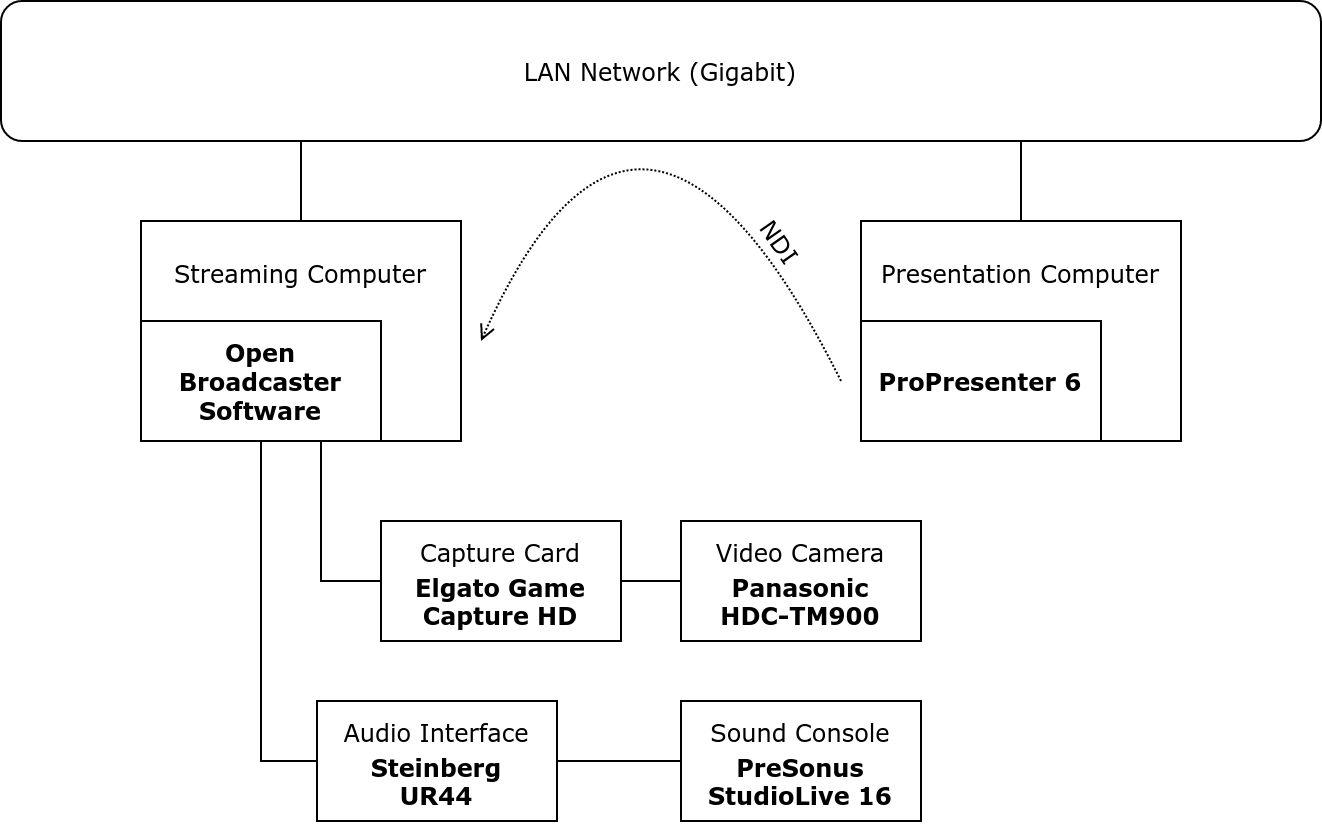 LAN Network (Gigabit)
NDI
Streaming Computer
Presentation Computer
Open
Broadcaster
Software
ProPresenter 6
Capture Card
Elgato Game
Capture HD
Video Camera
Panasonic
HDC-TM900
Audio Interface
Steinberg
UR44
Sound Console
PreSonus
StudioLive 16